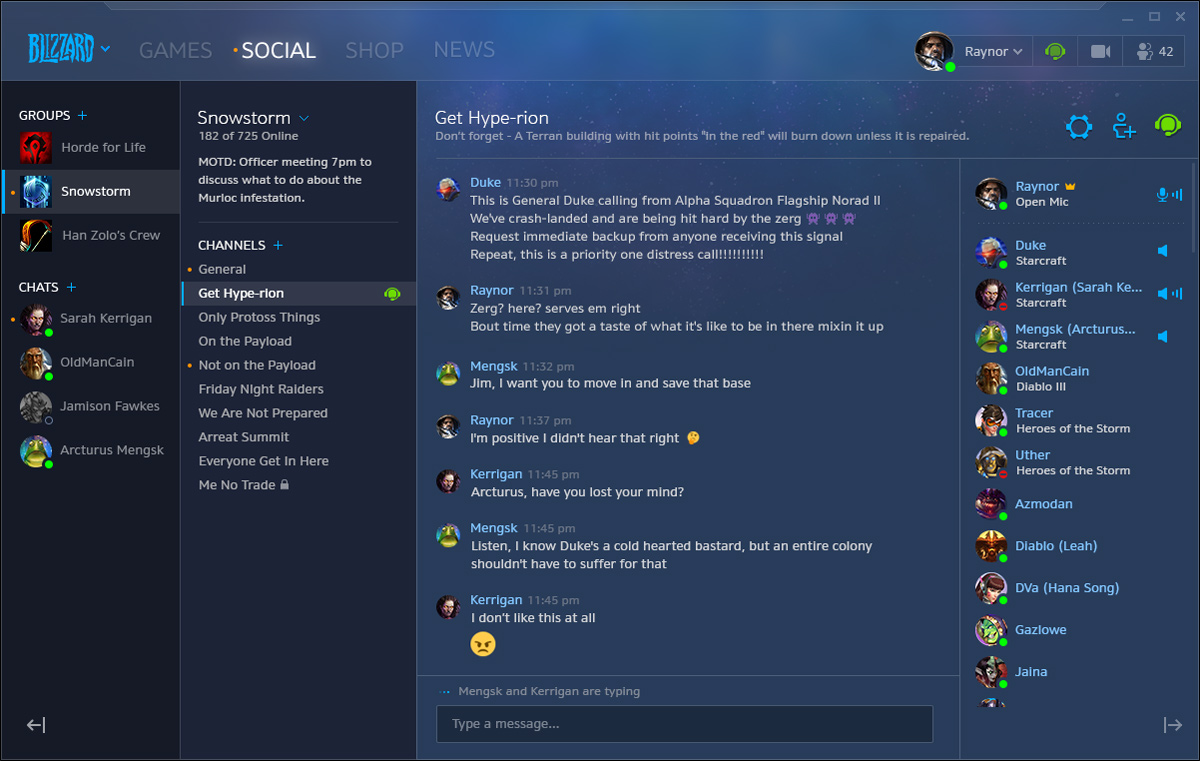 BLIZZARD
GAMES
SOCIAL
SHOP
NEWS
Raynor
42
GROUPS +
Horde for Life
Snowstorm
Han Zolo's Crew
CHATS +
Sarah Kerrigan
OldManCain
Jamison Fawkes
Arcturus Mengsk
Snowstorm
182 of 725 Online
MOTD: Officer meeting 7pm to
discuss what to do about the
Murloc infestation.
CHANNELS +
General
Get Hype-rion
Only Protoss Things
On the Payload
Not on the Payload
Friday NIght Raiders
We Are Not Prepared
Arreat Summit
Everyone Get In Here
Me No Trade
Get Hype-rion
Don't forget - A Terran building with hit points "in the red" will burn down unless it is repaired.
Duke 11:30 pm
This is General Duke calling from Alpha Squadron Flagship Norad II
We've crash-landed and are being hit hard by the zerg 👾 👾 👾
Request immediate backup from anyone receiving this signal
Repeat, this is a priority one distress call!!!!!!!!!!
Raynor 11:31 pm
Zerg? here? serves em right
Bout time they got a taste of what it's like to be in there mixin it up
Mengsk 11:32 pm
Jim, I want you to move in and save that base
Raynor 11:37 pm
I'm positive I didn't hear that right 🤔
Kerrigan 11:45 pm
Arcturus, have you lost your mind?
Mengsk 11:45 pm
Listen, I know Duke's a cold hearted bastard, but an entire colony
shouldn't have to suffer for that
Kerrigan 11:45 pm
I don't like this at all
😠
Mengsk and Kerrigan are typing
Type a message...
Raynor
Open Mic
Duke
Starcraft
Kerrigan (Sarah Ke...
Starcraft
Mengsk (Arcturus...
Starcraft
OldManCain
Diablo III
Tracer
Heroes of the Storm
Uther
Heroes of the Storm
Azmodan
Diablo (Leah)
DVa (Hana Song)
Gazlowe
Jaina